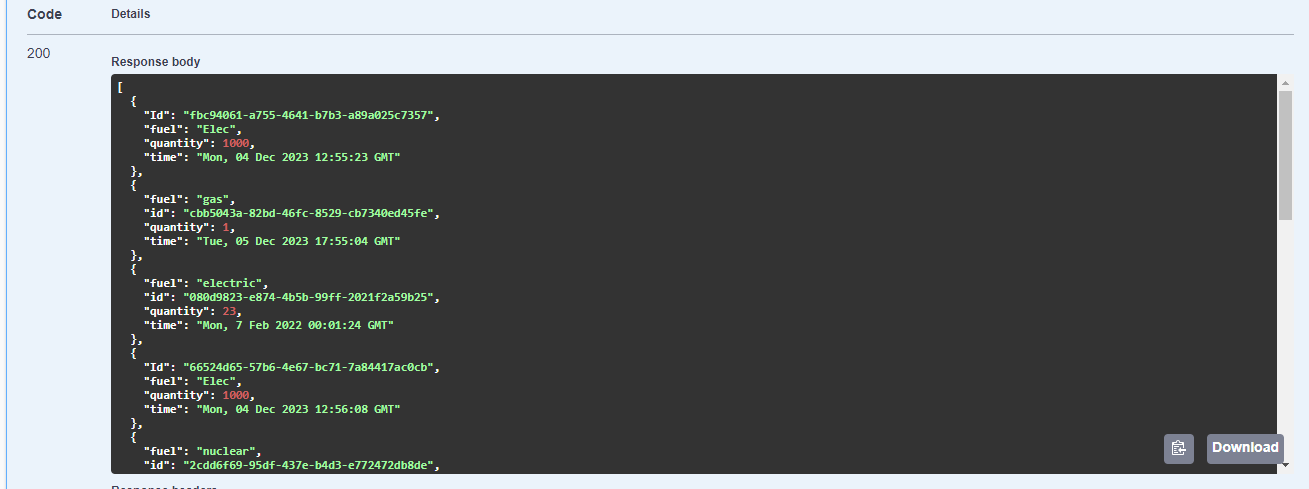 Code Details
200
Response body
[
{
"Id": "fbc94061-a755-4641-b7b3-a89a025c7357",
"fuel": "Elec",
"quantity": 1000,
"time": "Mon, 04 Dec 2023 12:55:23 GMT"
},
{
"fuel": "gas",
"id": "cbb5043a-82bd-46fc-8529-cb7340ed45fe",
"quantity": 1,
"time": "Tue, 05 Dec 2023 17:55:04 GMT"
},
{
"fuel": "electric",
"id": "080d9823-e874-4b5b-99ff-2021f2a59b25",
"quantity": 23,
"time": "Mon, 7 Feb 2022 00:01:24 GMT"
},
{
"Id": "66524d65-57b6-4e67-bc71-7a84417ac0cb",
"fuel": "Elec",
"quantity": 1000,
"time": "Mon, 04 Dec 2023 12:56:08 GMT"
},
{
"fuel": "nuclear",
"id": "2cdd6f69-95df-437e-b4d3-e772472db8de",
Download
Response headers